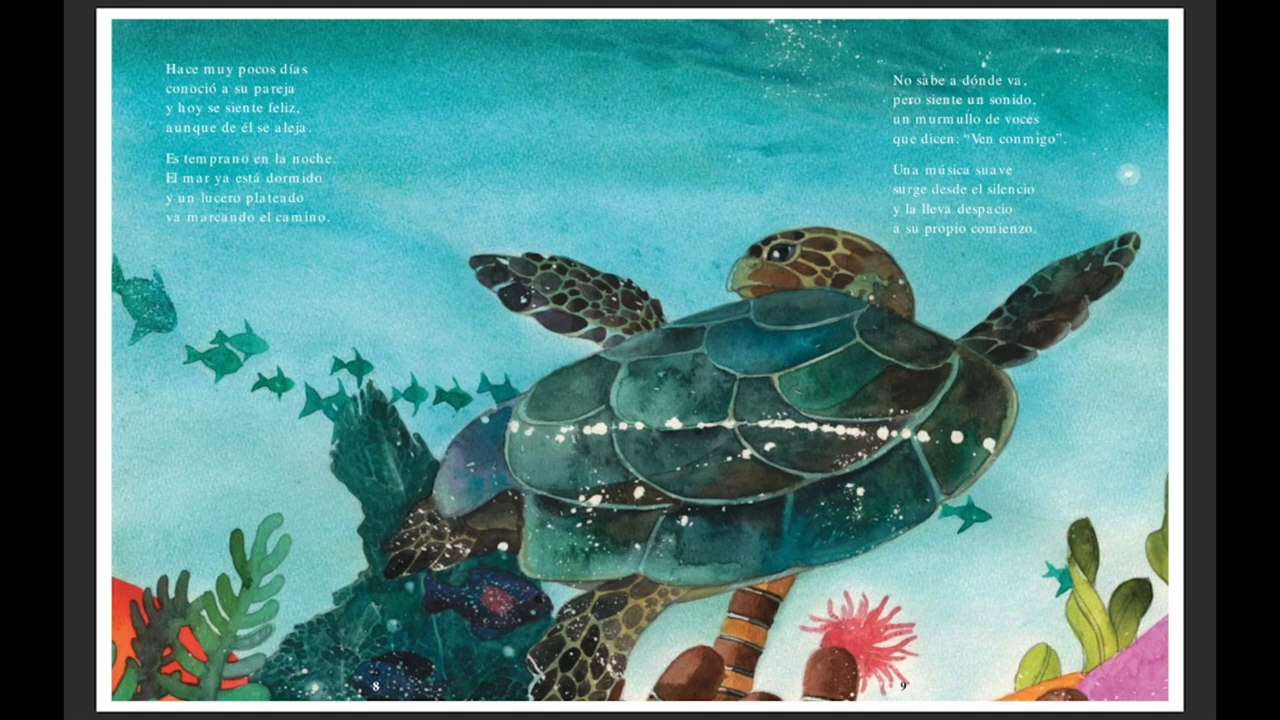 Hace muy pocos días
conoció a su pareja
y hoy se siente feliz,
aunque de él se aleja.
Es temprano en la noche.
El mar ya está dormido
y un lucero plateado
va marcando el camino.
8
No sabe a dónde va,
pero siente un sonido,
un murmullo de voces
que dicen: “Ven conmigo”.
Una música suave
surge desde el silencio
y la lleva despacio
a su propio comienzo.
9